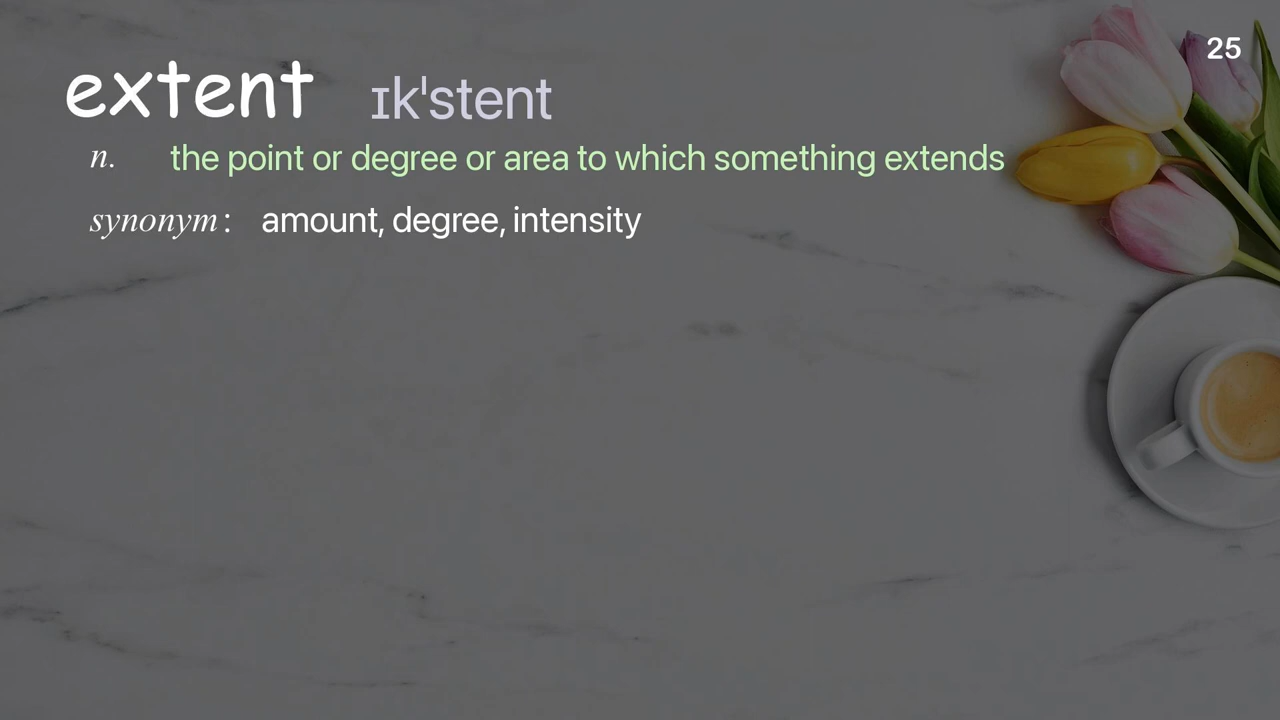 25
extent ɪk'stent
n. the point or degree or area to which something extends
synonym: amount, degree, intensity